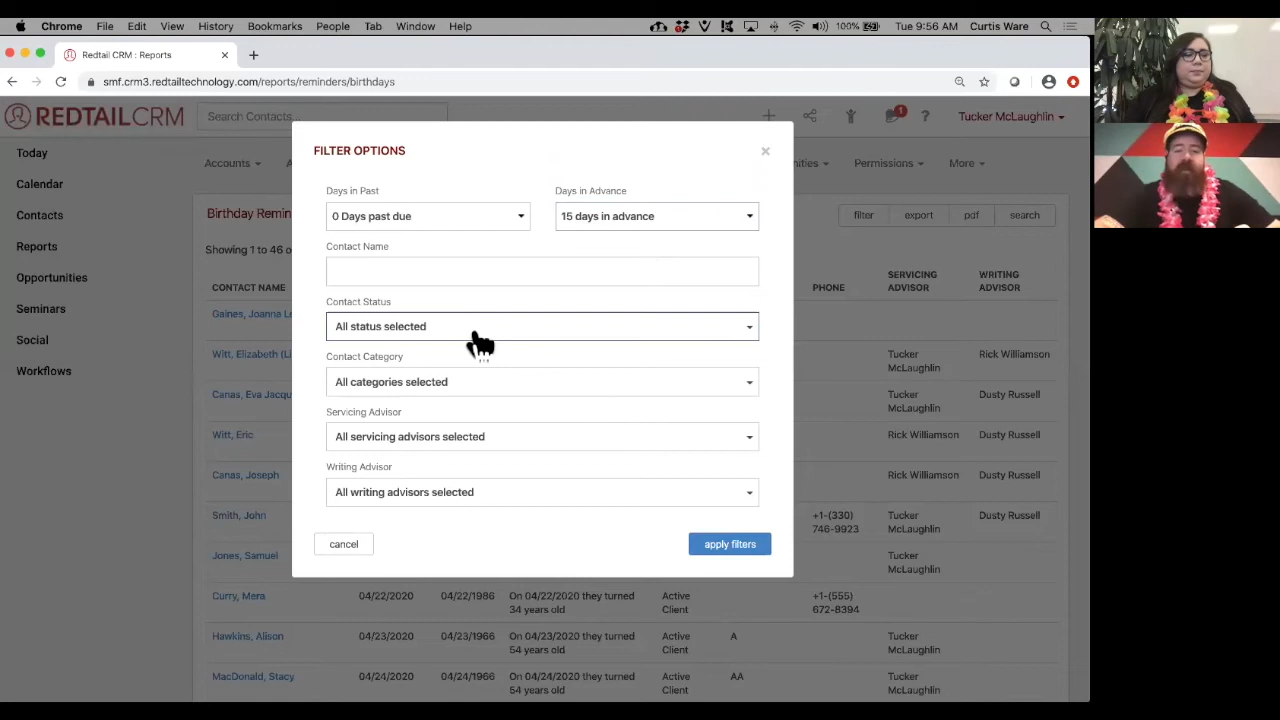 Chrome File Edit View History Bookmarks People Tab Window Help 100% Tue 9:56 AM Curtis Ware
Redtail CRM : Reports
smf.crm3.redtailtechnology.com/reports/reminders/birthdays
REDTAILCRM Search Contacts... 1 ? Tucker McLaughlin
Today
Calendar
Contacts
Reports
Opportunities
Seminars
Social
Workflows
Accounts Permissions More
Birthday
filter export pdf search
Showing 1 to 46
CONTACT NAME PHONE SERVICING ADVISOR WRITING ADVISOR
Gaines, Joanna
Witt, Elizabeth Tucker McLaughlin Rick Williamson
Canas, Eva Tucker McLaughlin Dusty Russell
Witt, Eric Rick Williamson Dusty Russell
Canas, Joseph Rick Williamson Dusty Russell
Smith, John +1-(330) 746-9923 Tucker McLaughlin Dusty Russell
Jones, Samuel Tucker McLaughlin
Curry, Mera 04/22/2020 04/22/1986 On 04/22/2020 they turned 34 years old Active Client +1-(555) 672-8394
Hawkins, Alison 04/23/2020 04/23/1966 On 04/23/2020 they turned 54 years old Active Client A Tucker McLaughlin
MacDonald, Stacy 04/24/2020 04/24/1966 On 04/24/2020 they turned 54 years old Active Client AA Tucker McLaughlin
FILTER OPTIONS
Days in Past Days in Advance
0 Days past due 15 days in advance
Contact Name
Contact Status
All status selected
Contact Category
All categories selected
Servicing Advisor
All servicing advisors selected
Writing Advisor
All writing advisors selected
cancel apply filters